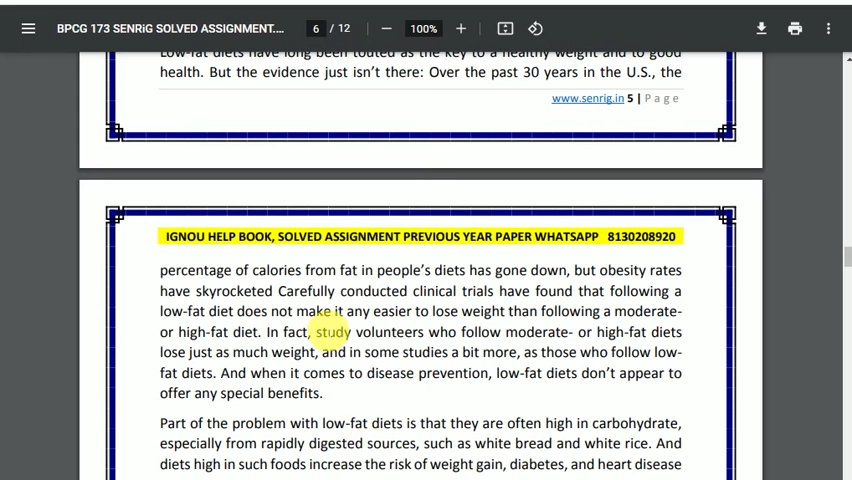 BPCG 173 SENRiG SOLVED ASSIGNMENT.... 6 / 12 100%
Low-fat diets have long been touted as the key to a healthy weight and to good
health. But the evidence just isn't there: Over the past 30 years in the U.S., the
www.senrig.in 5 | Page
IGNOU HELP BOOK, SOLVED ASSIGNMENT PREVIOUS YEAR PAPER WHATSAPP 8130208920
percentage of calories from fat in people's diets has gone down, but obesity rates
have skyrocketed Carefully conducted clinical trials have found that following a
low-fat diet does not make it any easier to lose weight than following a moderate-
or high-fat diet. In fact, study volunteers who follow moderate- or high-fat diets
lose just as much weight, and in some studies a bit more, as those who follow low-
fat diets. And when it comes to disease prevention, low-fat diets don't appear to
offer any special benefits.
Part of the problem with low-fat diets is that they are often high in carbohydrate,
especially from rapidly digested sources, such as white bread and white rice. And
diets high in such foods increase the risk of weight gain, diabetes, and heart disease